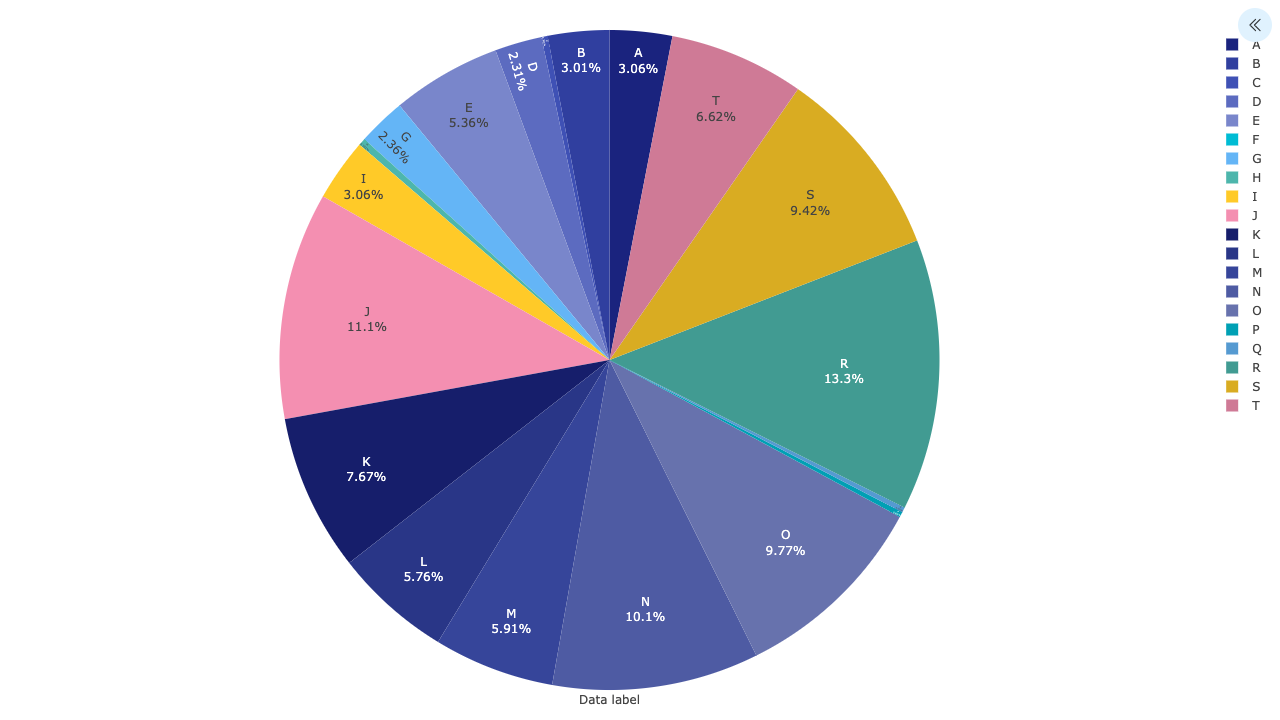 B
3.01%
A
3.06%
D
2.31%
T
6.62%
E
5.36%
G
2.36%
I
3.06%
S
9.42%
J
11.1%
R
13.3%
K
7.67%
O
9.77%
L
5.76%
M
5.91%
N
10.1%
Data label
A
B
C
D
E
F
G
H
I
J
K
L
M
N
O
P
Q
R
S
T